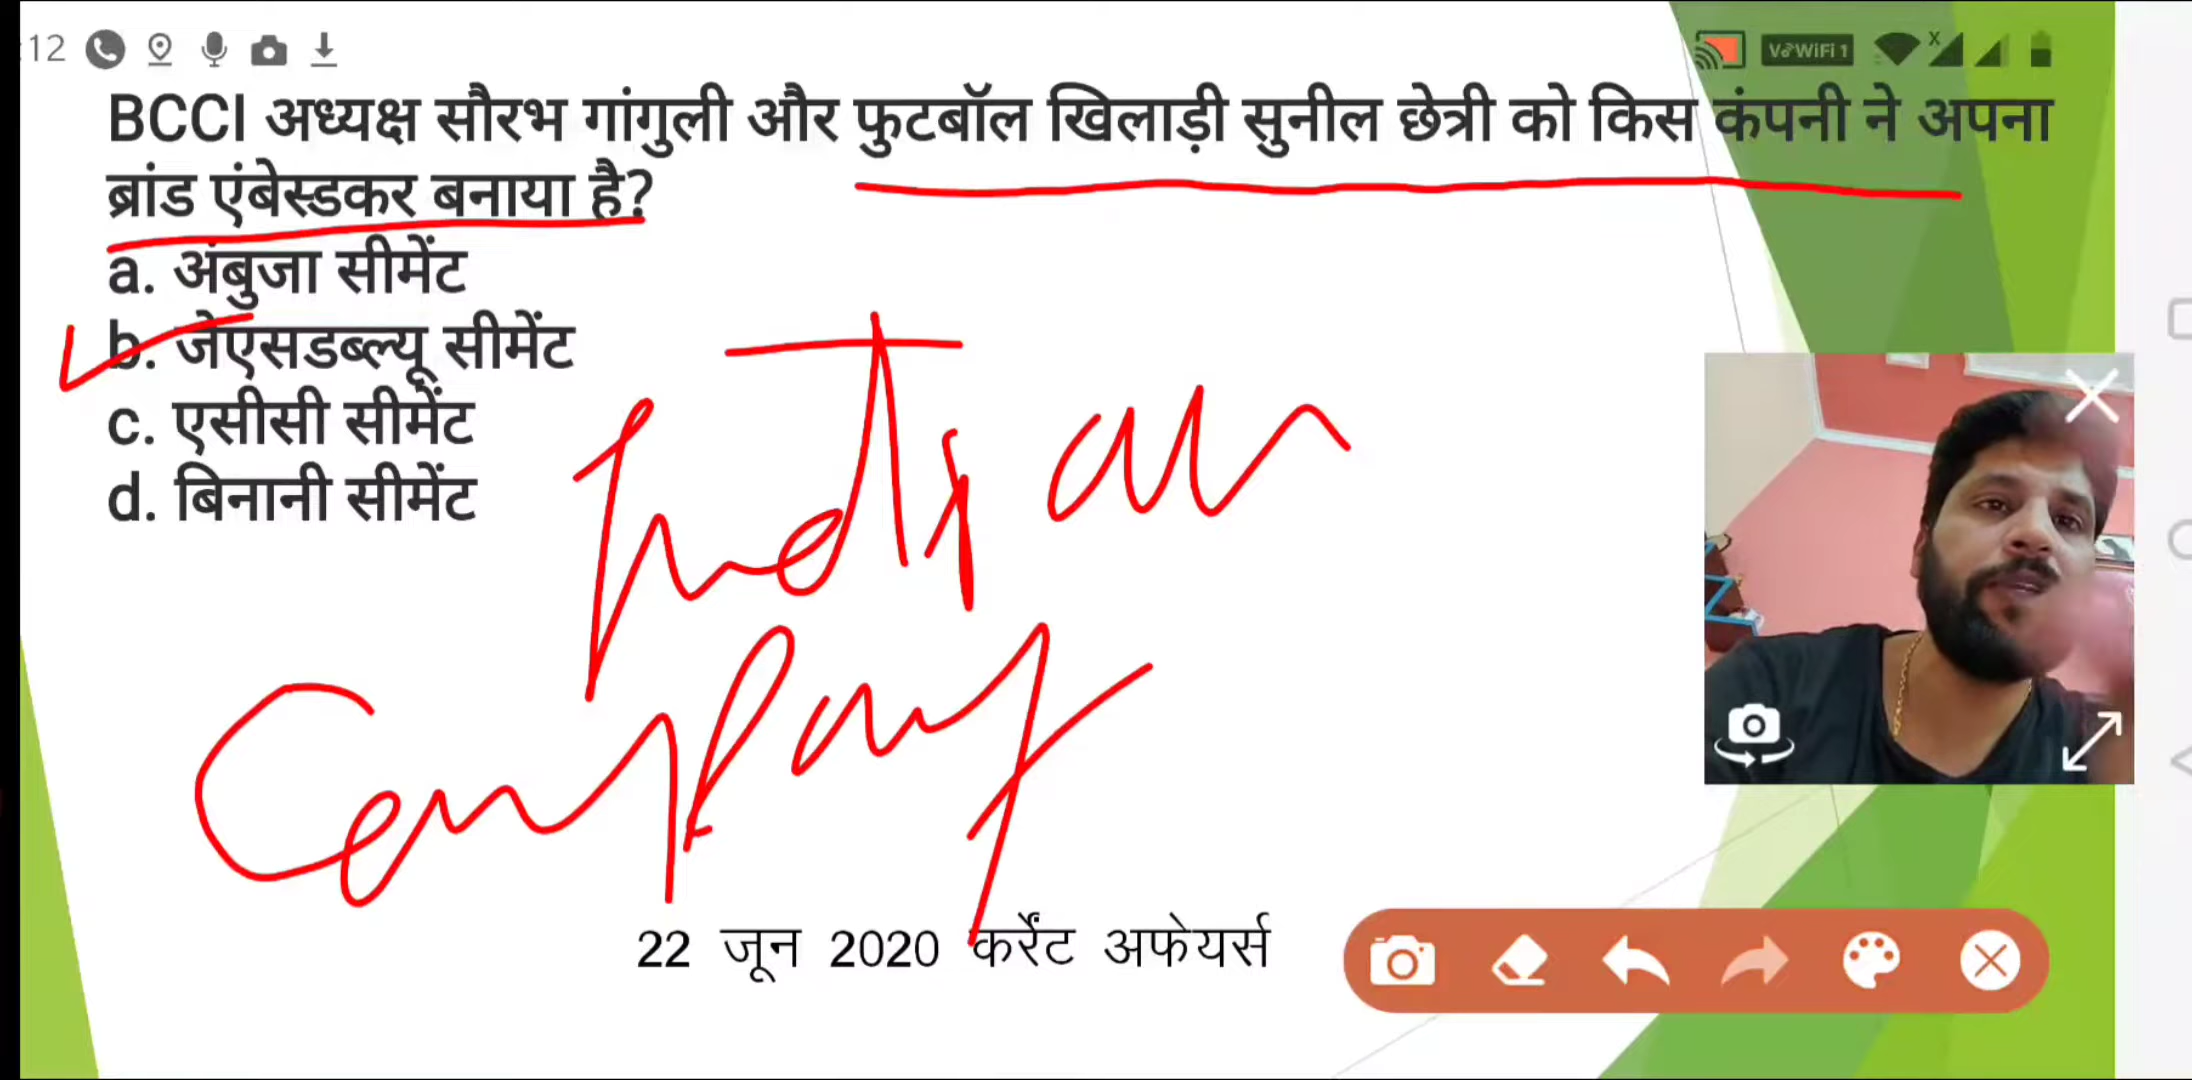 :12
VoWiFi 1
BCCI अध्यक्ष सौरभ गांगुली और फुटबॉल खिलाड़ी सुनील छेत्री को किस कंपनी ने अपना
ब्रांड एंबेस्डकर बनाया है?
a. अंबुजा सीमेंट
b. जेएसडब्ल्यू सीमेंट
c. एसीसी सीमेंट
d. बिनानी सीमेंट
Indian
Company
22 जून 2020 करेंट अफेयर्स